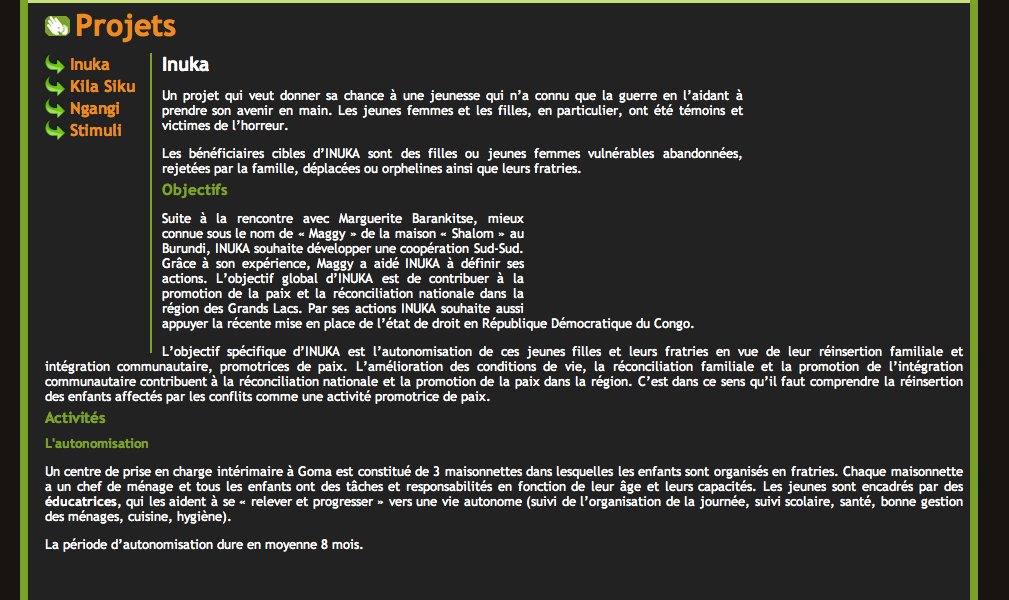 Projets
Inuka
Kila Siku
Ngangi
Stimuli
Inuka
Un projet qui veut donner sa chance à une jeunesse qui n’a connu que la guerre en l’aidant à
prendre son avenir en main. Les jeunes femmes et les filles, en particulier, ont été témoins et
victimes de l’horreur.
Les bénéficiaires cibles d’INUKA sont des filles ou jeunes femmes vulnérables abandonnées,
rejetées par la famille, déplacées ou orphelines ainsi que leurs fratries.
Objectifs
Suite à la rencontre avec Marguerite Barankitse, mieux
connue sous le nom de « Maggy » de la maison « Shalom » au
Burundi, INUKA souhaite développer une coopération Sud-Sud.
Grâce à son expérience, Maggy a aidé INUKA à définir ses
actions. L’objectif global d’INUKA est de contribuer à la
promotion de la paix et la réconciliation nationale dans la
région des Grands Lacs. Par ses actions INUKA souhaite aussi
appuyer la récente mise en place de l’état de droit en République Démocratique du Congo.
L’objectif spécifique d’INUKA est l’autonomisation de ces jeunes filles et leurs fratries en vue de leur réinsertion familiale et
intégration communautaire, promotrices de paix. L’amélioration des conditions de vie, la réconciliation familiale et la promotion de l’intégration
communautaire contribuent à la réconciliation nationale et la promotion de la paix dans la région. C’est dans ce sens qu’il faut comprendre la réinsertion
des enfants affectés par les conflits comme une activité promotrice de paix.
Activités
L'autonomisation
Un centre de prise en charge intérimaire à Goma est constitué de 3 maisonnettes dans lesquelles les enfants sont organisés en fratries. Chaque maisonnette
a un chef de ménage et tous les enfants ont des tâches et responsabilités en fonction de leur âge et leurs capacités. Les jeunes sont encadrés par des
éducatrices, qui les aident à se « relever et progresser » vers une vie autonome (suivi de l’organisation de la journée, suivi scolaire, santé, bonne gestion
des ménages, cuisine, hygiène).
La période d’autonomisation dure en moyenne 8 mois.